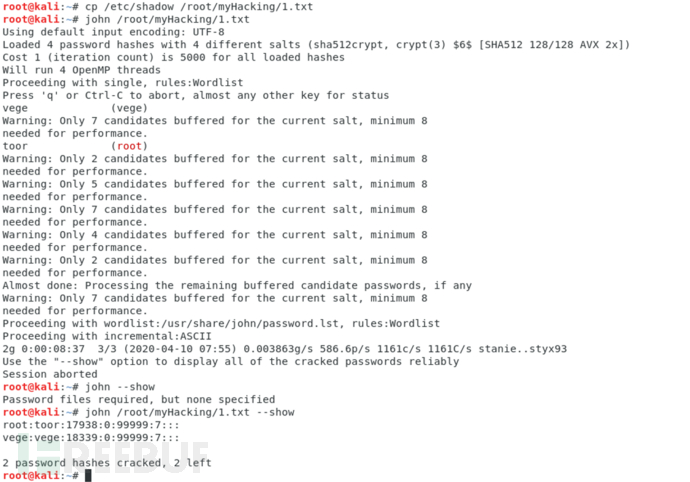 root@kali:~# cp /etc/shadow /root/myHacking/1.txt
root@kali:~# john /root/myHacking/1.txt
Using default input encoding: UTF-8
Loaded 4 password hashes with 4 different salts (sha512crypt, crypt(3) $6$ [SHA512 128/128 AVX 2x])
Cost 1 (iteration count) is 5000 for all loaded hashes
Will run 4 OpenMP threads
Proceeding with single, rules:Wordlist
Press 'q' or Ctrl-C to abort, almost any other key for status
vege             (vege)
Warning: Only 7 candidates buffered for the current salt, minimum 8
needed for performance.
toor             (root)
Warning: Only 2 candidates buffered for the current salt, minimum 8
needed for performance.
Warning: Only 5 candidates buffered for the current salt, minimum 8
needed for performance.
Warning: Only 7 candidates buffered for the current salt, minimum 8
needed for performance.
Warning: Only 4 candidates buffered for the current salt, minimum 8
needed for performance.
Warning: Only 2 candidates buffered for the current salt, minimum 8
needed for performance.
Almost done: Processing the remaining buffered candidate passwords, if any
Warning: Only 7 candidates buffered for the current salt, minimum 8
needed for performance.
Proceeding with wordlist:/usr/share/john/password.lst, rules:Wordlist
Proceeding with incremental:ASCII
2g 0:00:08:37  3/3 (2020-04-10 07:55) 0.003863g/s 586.6p/s 1161c/s 1161C/s stanie..styx93
Use the "--show" option to display all of the cracked passwords reliably
Session aborted
root@kali:~# john --show
Password files required, but none specified
root@kali:~# john /root/myHacking/1.txt --show
root:toor:17938:0:99999:7:::
vege:vege:18339:0:99999:7:::
REEBUF
2 password hashes cracked, 2 left
root@kali:~#